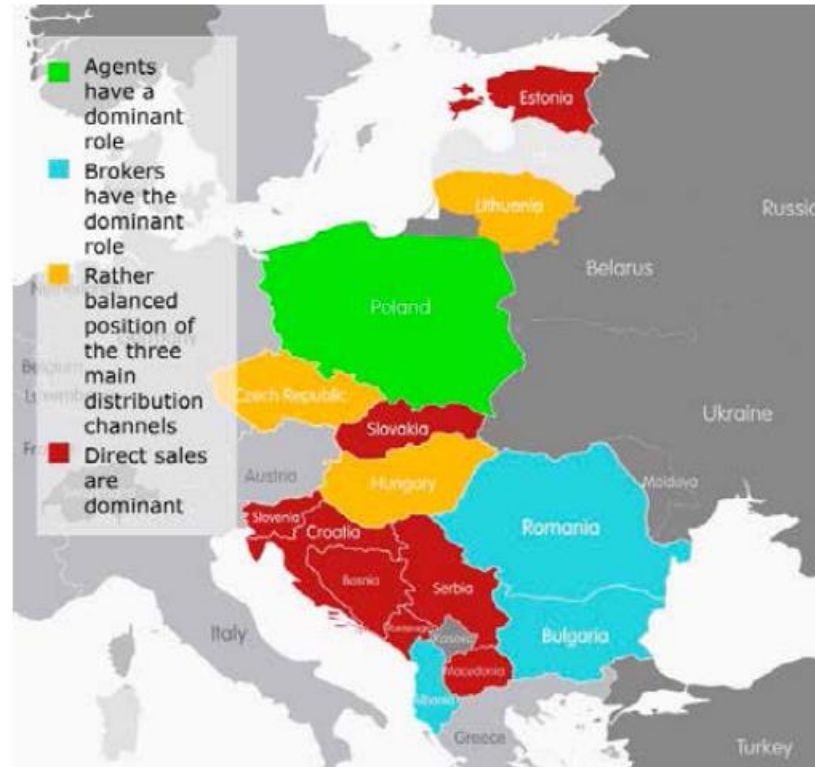 Agents
have a
dominant
role
Brokers
have the
dominant
role
Rather
balanced
position of
the three
main
distribution
channels
Direct sales
are
dominant
Estonia
Lithuania
Russia
Belarus
Poland
Czech Republic
Ukraine
Slovakia
Austria
Hungary
Moldova
Slovenia
Croatia
Romania
Bosnia
Serbia
Italy
Kosovo
Bulgaria
Macedonia
Albania
Greece
Turkey